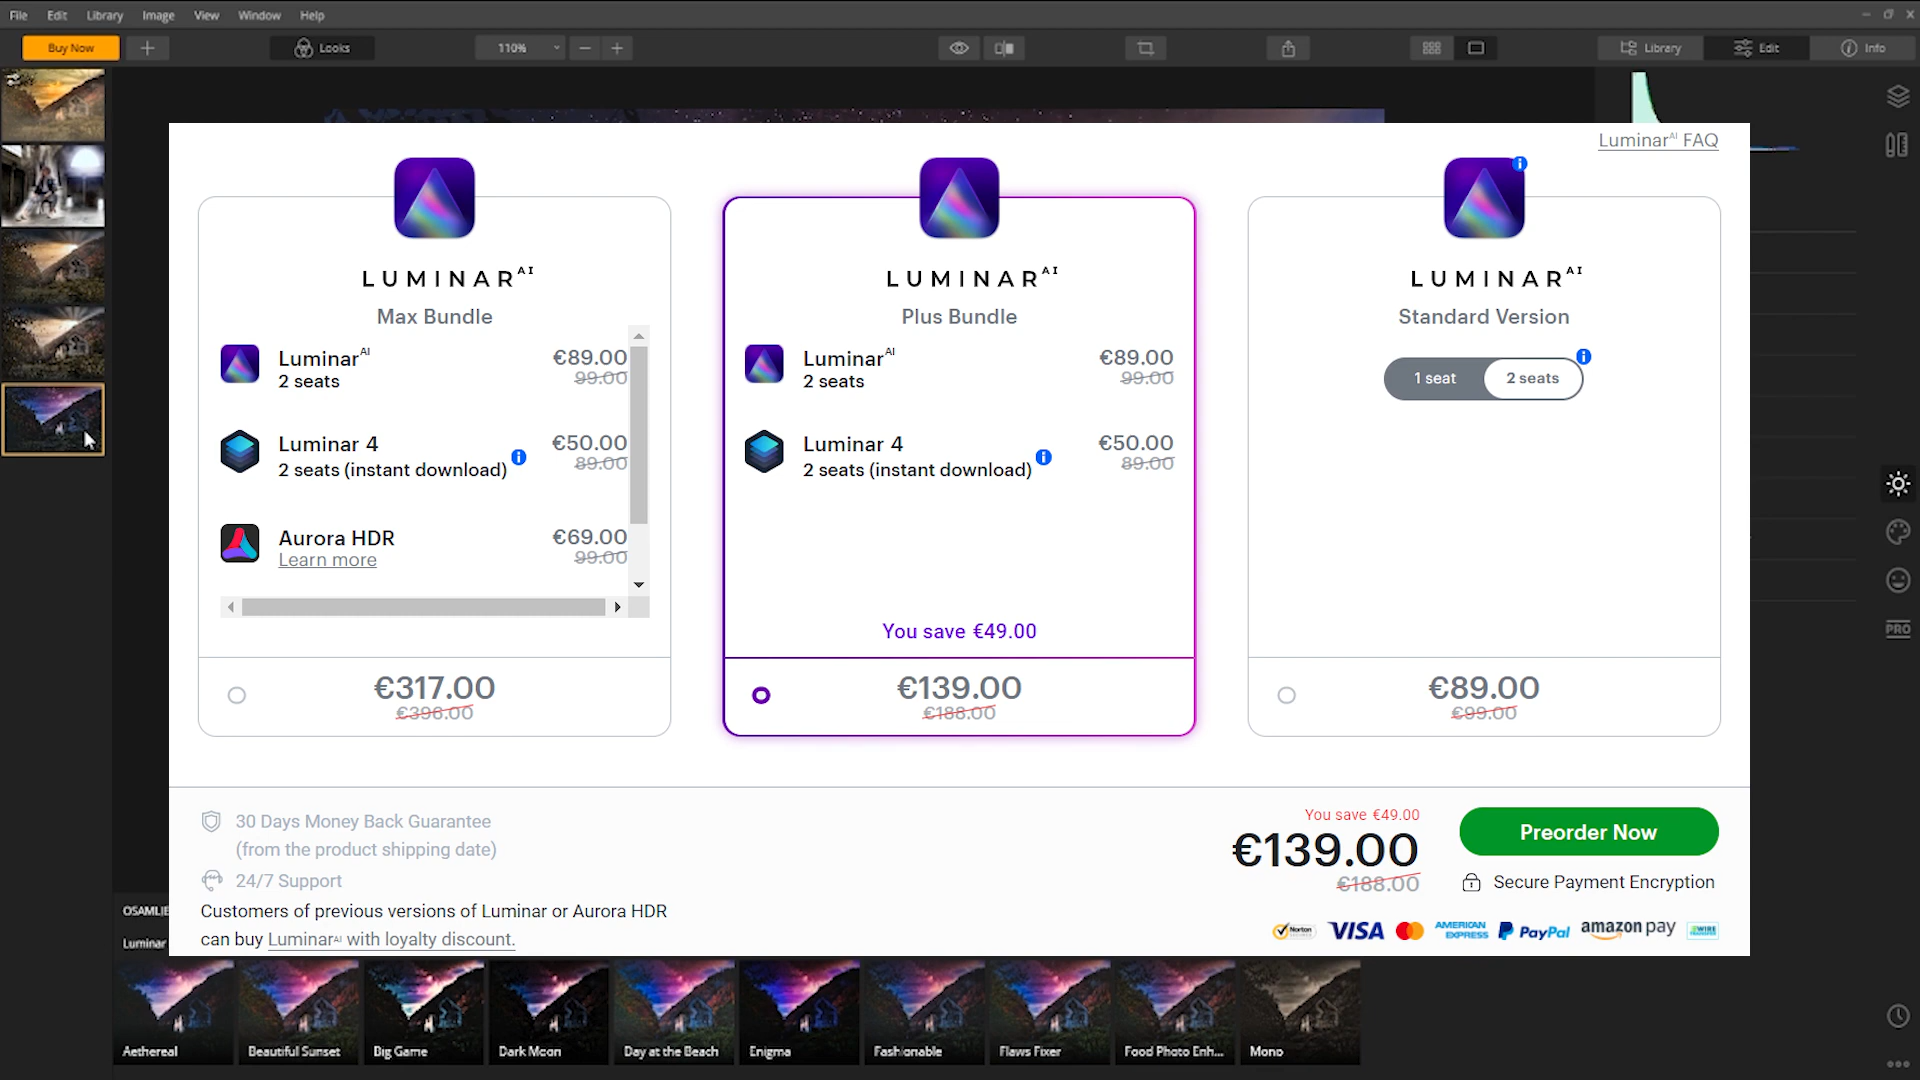 File Edit Library Image View Window Help
Buy Now Looks 110% Library Edit Info
Luminar AI FAQ
LUMINAR AI
Max Bundle
Luminar AI €89.00
2 seats 99.00
Luminar 4 €50.00
2 seats (instant download) 89.00
Aurora HDR €69.00
Learn more 99.00
€317.00
€396.00
LUMINAR AI
Plus Bundle
Luminar AI €89.00
2 seats 99.00
Luminar 4 €50.00
2 seats (instant download) 89.00
You save €49.00
€139.00
€188.00
LUMINAR AI
Standard Version
1 seat 2 seats
€89.00
€99.00
PRO
30 Days Money Back Guarantee
(from the product shipping date)
24/7 Support
Customers of previous versions of Luminar or Aurora HDR
can buy Luminar AI with loyalty discount.
You save €49.00
€139.00
€188.00
Preorder Now
Secure Payment Encryption
Norton VISA AMERICAN EXPRESS PayPal amazon pay WIRE
OSAMLIE
Luminar
Aethereal Beautiful Sunset Big Game Dark Moon Day at the Beach Enigma Fashionable Flaws Fixer Food Photo Enh... Mono